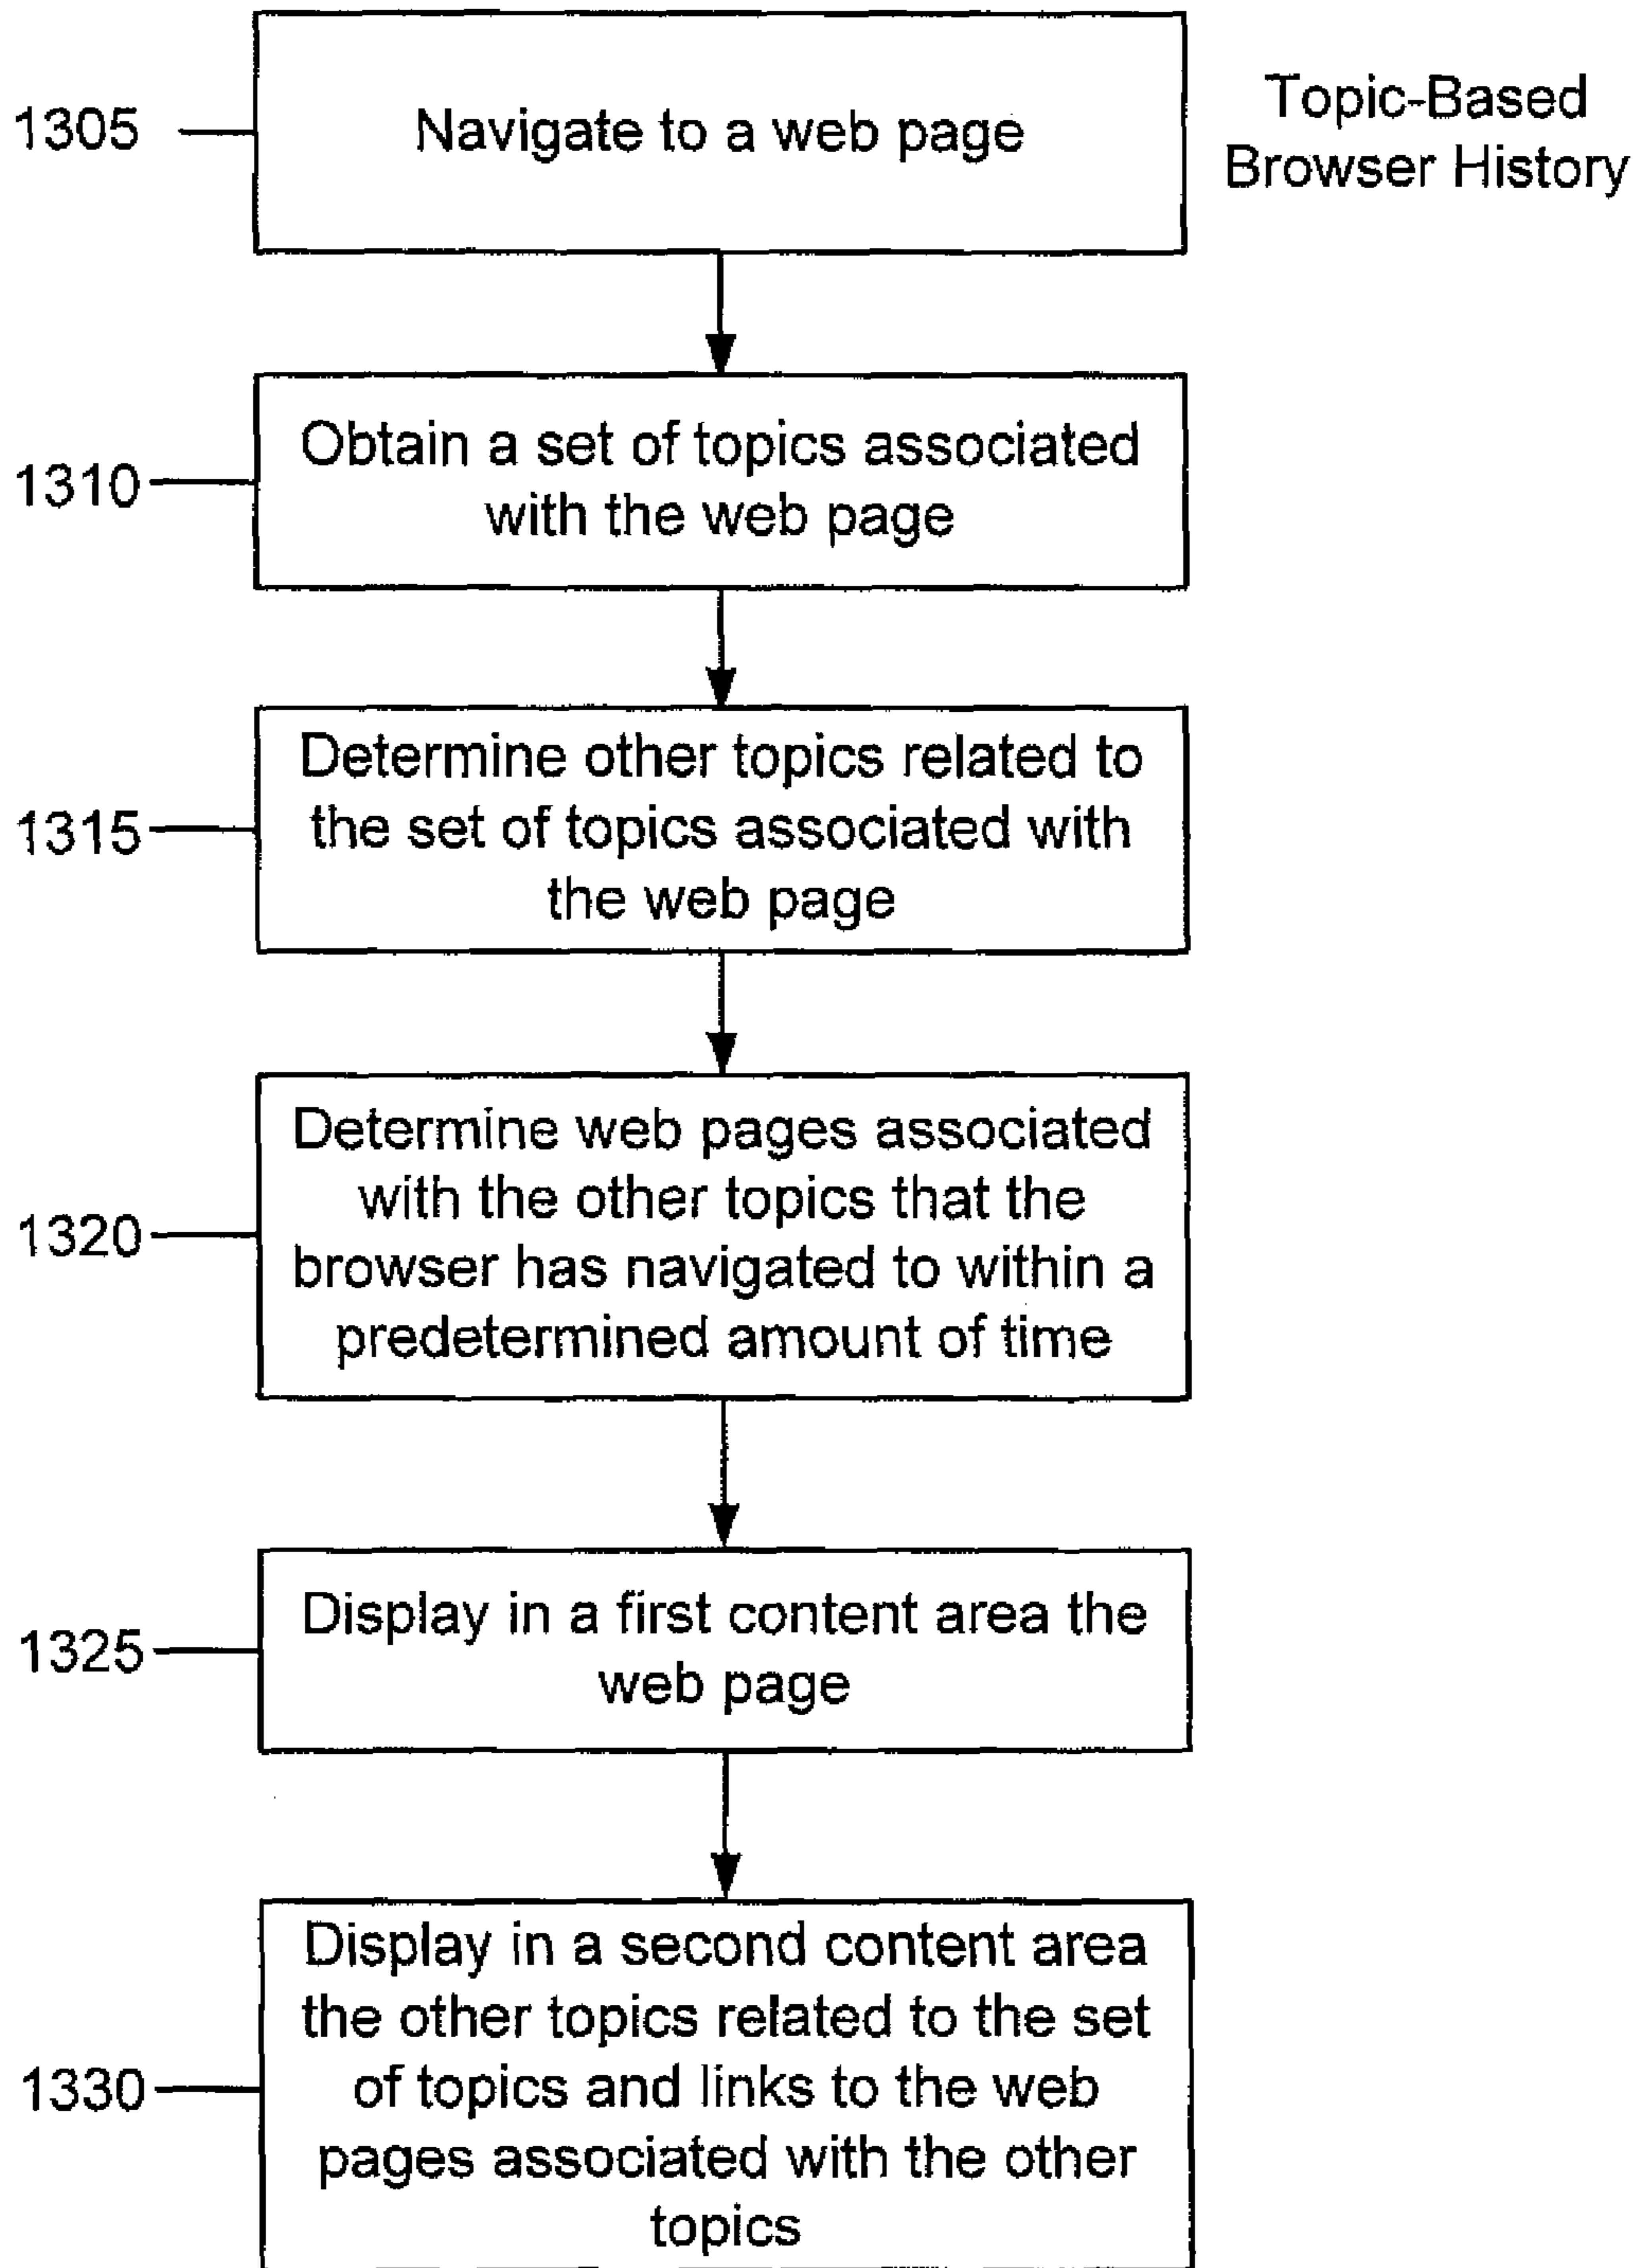 1305
Navigate to a web page
Topic-Based
Browser History
1310
Obtain a set of topics associated
with the web page
1315
Determine other topics related to
the set of topics associated with
the web page
1320
Determine web pages associated
with the other topics that the
browser has navigated to within a
predetermined amount of time
1325
Display in a first content area the
web page
1330
Display in a second content area
the other topics related to the set
of topics and links to the web
pages associated with the other
topics